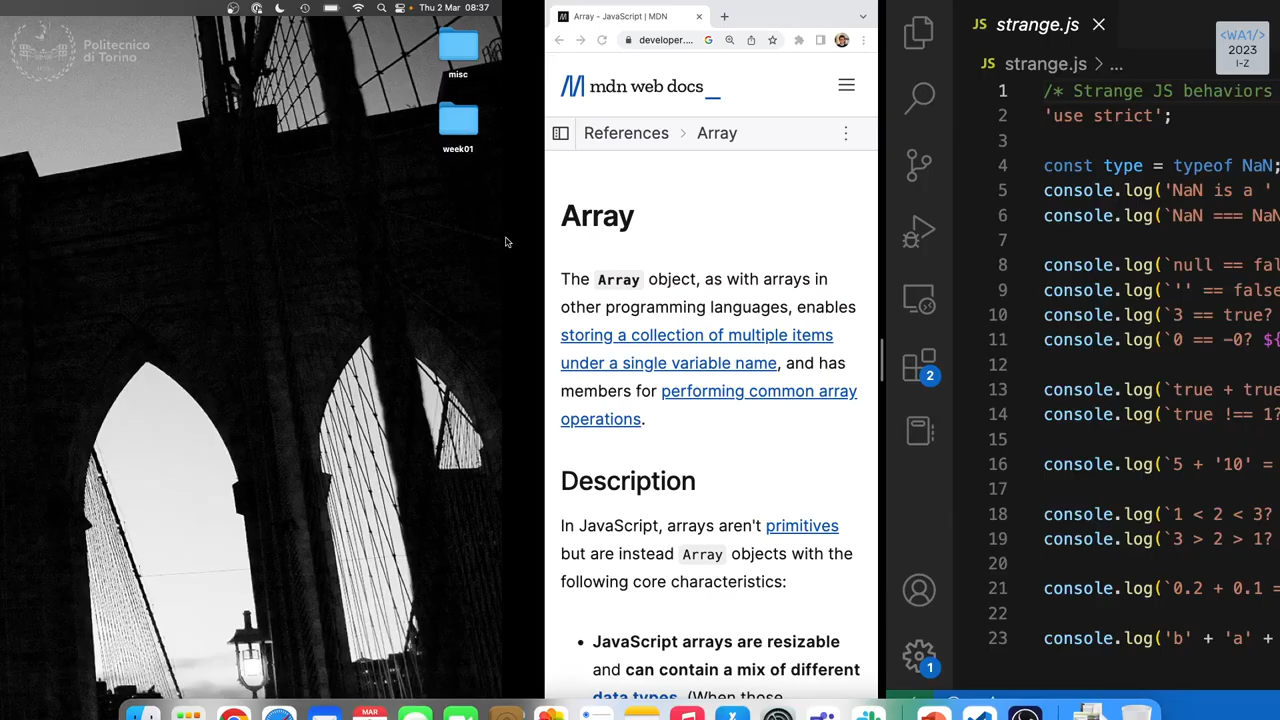 Thu 2 Mar 08:37
Politecnico
di Torino
misc
week01
MAR
Array - JavaScript | MDN
developer....
mdn web docs_
References > Array
Array
The Array object, as with arrays in
other programming languages, enables
storing a collection of multiple items
under a single variable name, and has
members for performing common array
operations.
Description
In JavaScript, arrays aren't primitives
but are instead Array objects with the
following core characteristics:
• JavaScript arrays are resizable
and can contain a mix of different
data types. (When those
JS strange.js
<WA1/>
2023
I-Z
JS strange.js > ...
1 /* Strange JS behaviors
2 'use strict';
3
4 const type = typeof NaN;
5 console.log('NaN is a '
6 console.log(`NaN === NaN
7
8 console.log(`null == fal
9 console.log(`'' == false
10 console.log(`3 == true?
11 console.log(`0 == -0? ${
12
13 console.log(`true + true
14 console.log(`true !== 1?
15
16 console.log(`5 + '10' =
17
18 console.log(`1 < 2 < 3?
19 console.log(`3 > 2 > 1?
20
21 console.log(`0.2 + 0.1 =
22
23 console.log('b' + 'a' +
2
1